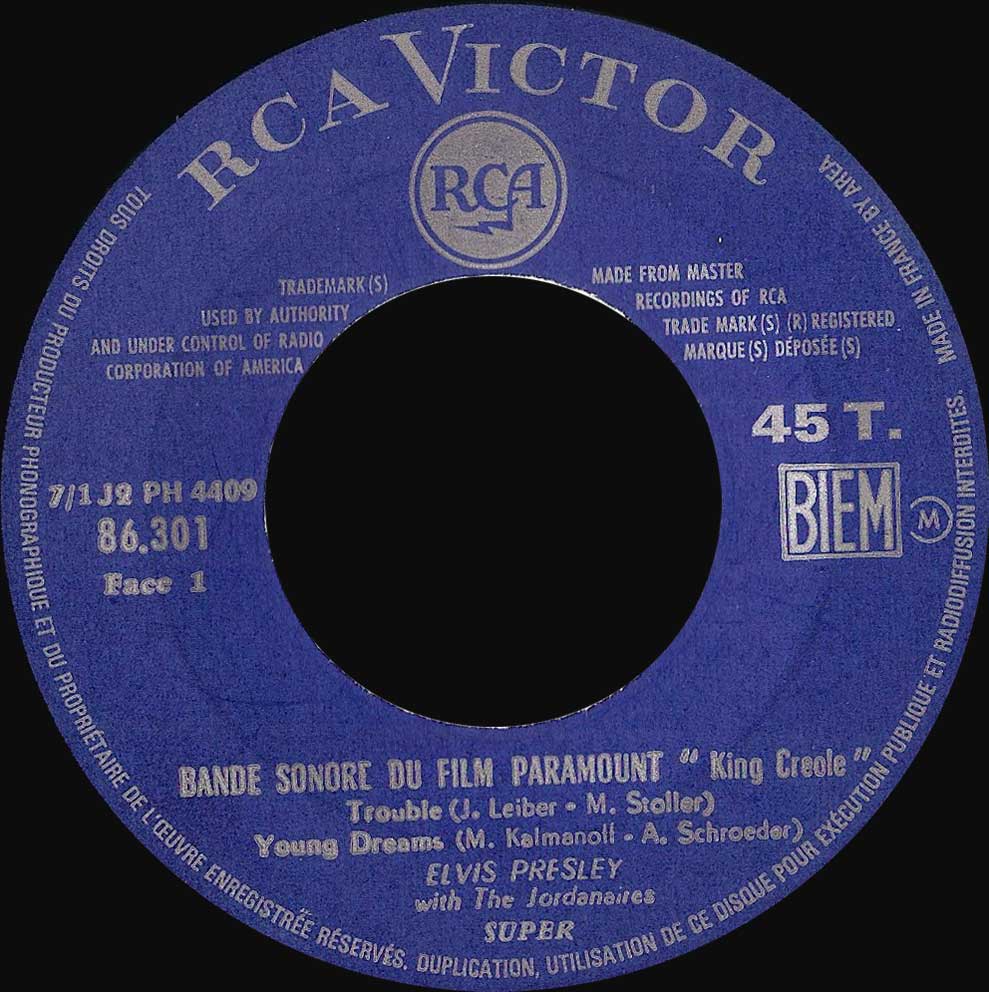 RCA VICTOR
RCA
TRADEMARK(S)
USED BY AUTHORITY
AND UNDER CONTROL OF RADIO
CORPORATION OF AMERICA
MADE FROM MASTER
RECORDINGS OF RCA
TRADE MARK(S) (R) REGISTERED
MARQUE(S) DÉPOSÉE(S)
45 T.
BIEM
M
7/1 J2 PH 4409
86.301
Face 1
BANDE SONORE DU FILM PARAMOUNT " King Creole "
Trouble (J. Leiber - M. Stoller)
Young Dreams (M. Kalmanoff - A. Schroeder)
ELVIS PRESLEY
with The Jordanaires
SUPER
TOUS DROITS DU PRODUCTEUR PHONOGRAPHIQUE ET DU PROPRIÉTAIRE DE L'ŒUVRE ENREGISTRÉE RÉSERVÉS. DUPLICATION, UTILISATION DE CE DISQUE POUR EXÉCUTION PUBLIQUE ET RADIODIFFUSION INTERDITES. MADE IN FRANCE BY AREA